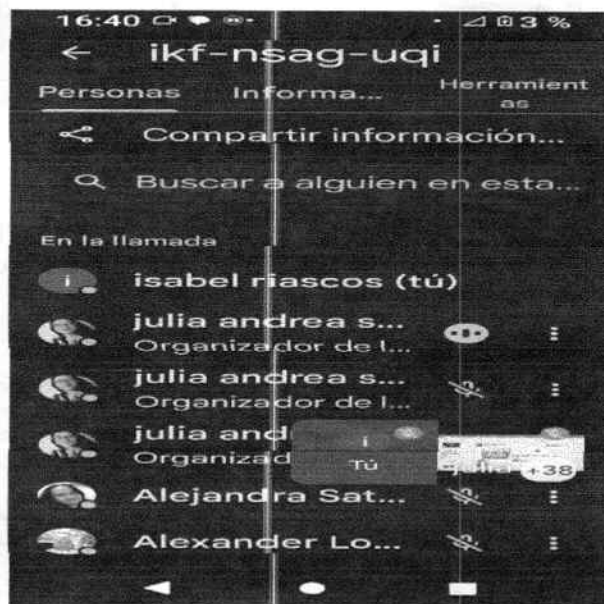 16:40 3 %
ikf-nsag-uqi
Personas Informa... Herramient
as
Compartir información...
Buscar a alguien en esta...
En la llamada
i isabel riascos (tú)
julia andrea s...
Organizador de l...
julia andrea s...
Organizador de l...
julia and
Organizad
i
Tú
+38
Alejandra Sat...
Alexander Lo...